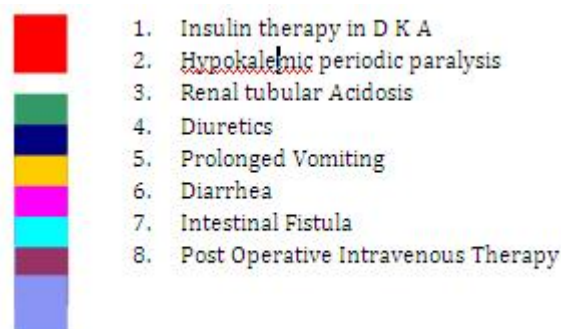 1. Insulin therapy in D K A
2. Hypokalemic periodic paralysis
3. Renal tubular Acidosis
4. Diuretics
5. Prolonged Vomiting
6. Diarrhea
7. Intestinal Fistula
8. Post Operative Intravenous Therapy